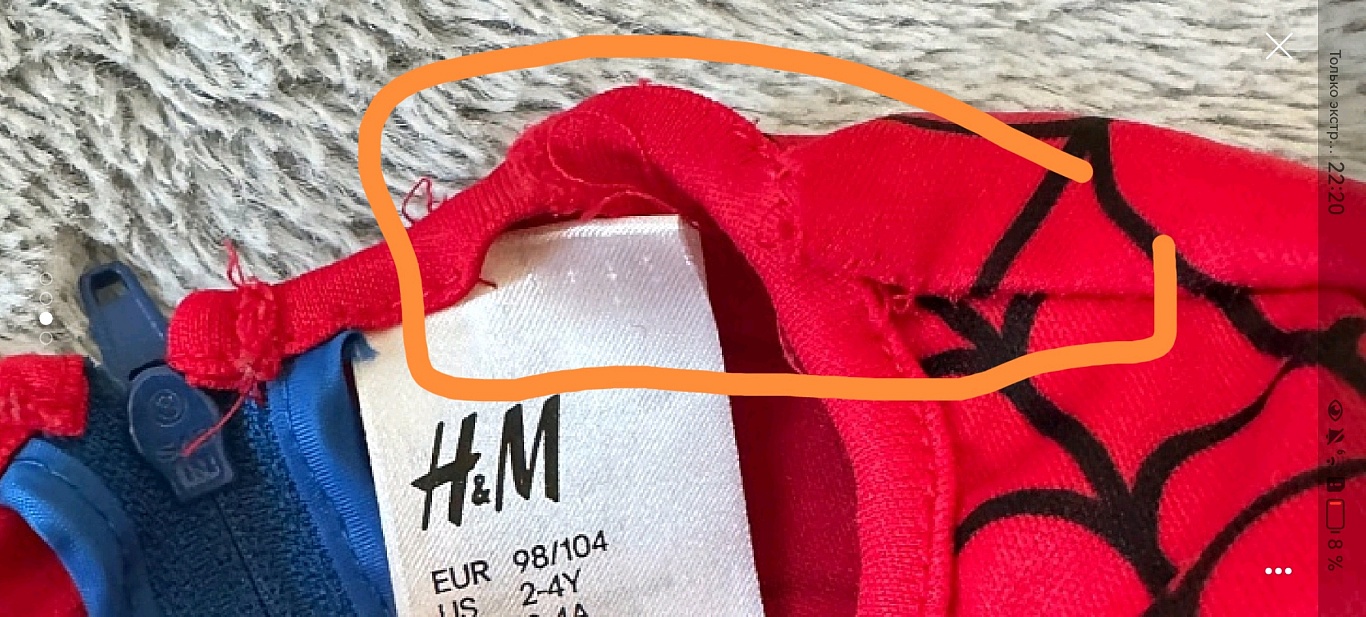 H&M
EUR 98/104
US 2-4Y
Только экстр... 22:20
8 %